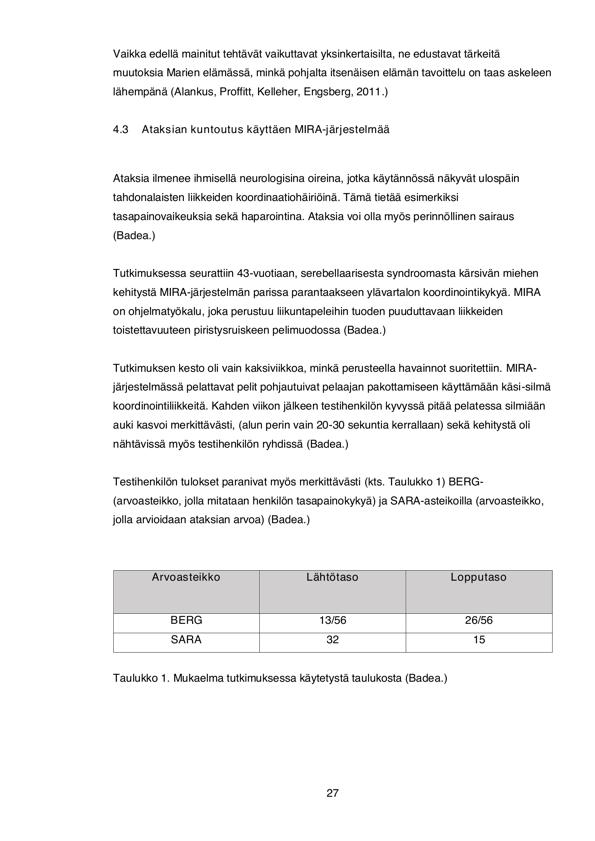 Vaikka edellä mainitut tehtävät vaikuttavat yksinkertaisilta, ne edustavat tärkeitä
muutoksia Marien elämässä, minkä pohjalta itsenäisen elämän tavoittelu on taas askeleen
lähempänä (Alankus, Proffitt, Kelleher, Engsberg, 2011.)
4.3 Ataksian kuntoutus käyttäen MIRA-järjestelmää
Ataksia ilmenee ihmisellä neurologisina oireina, jotka käytännössä näkyvät ulospäin
tahdonalaisten liikkeiden koordinaatiohäiriöinä. Tämä tietää esimerkiksi
tasapainovaikeuksia sekä haparointina. Ataksia voi olla myös perinnöllinen sairaus
(Badea.)
Tutkimuksessa seurattiin 43-vuotiaan, serebellaarisesta syndroomasta kärsivän miehen
kehitystä MIRA-järjestelmän parissa parantaakseen ylävartalon koordinointikykyä. MIRA
on ohjelmatyökalu, joka perustuu liikuntapeleihin tuoden puuduttavaan liikkeiden
toistettavuuteen piristysruiskeen pelimuodossa (Badea.)
Tutkimuksen kesto oli vain kaksiviikkoa, minkä perusteella havainnot suoritettiin. MIRA-
järjestelmässä pelattavat pelit pohjautuivat pelaajan pakottamiseen käyttämään käsi-silmä
koordinointiliikkeitä. Kahden viikon jälkeen testihenkilön kyvyssä pitää pelatessa silmiään
auki kasvoi merkittävästi, (alun perin vain 20-30 sekuntia kerrallaan) sekä kehitystä oli
nähtävissä myös testihenkilön ryhdissä (Badea.)
Testihenkilön tulokset paranivat myös merkittävästi (kts. Taulukko 1) BERG-
(arvoasteikko, jolla mitataan henkilön tasapainokykyä) ja SARA-asteikoilla (arvoasteikko,
jolla arvioidaan ataksian arvoa) (Badea.)
Arvoasteikko Lähtötaso Lopputaso
BERG 13/56 26/56
SARA 32 15
Taulukko 1. Mukaelma tutkimuksessa käytetystä taulukosta (Badea.)
27